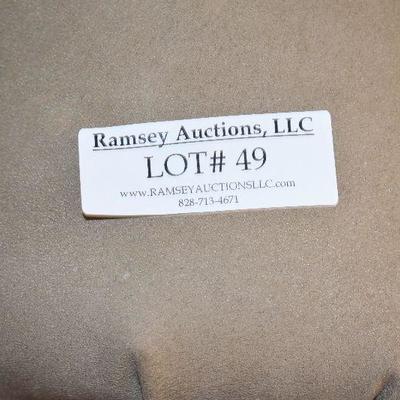 Ramsey Auctions, LLC
LOT# 49
www.RAMSEYAUCTIONSLLC.com
828-713-4671